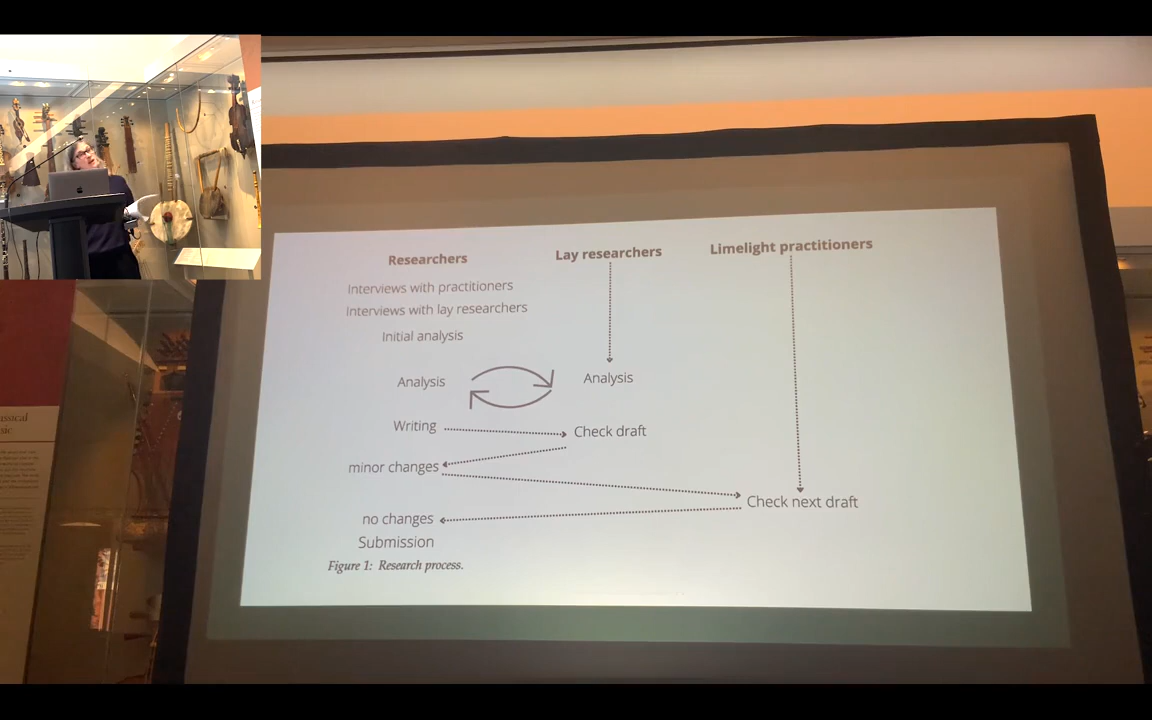 Researchers
Lay researchers
Limelight practitioners
Interviews with practitioners
Interviews with lay researchers
Initial analysis
Analysis
Analysis
Writing
Check draft
minor changes
Check next draft
no changes
Submission
Figure 1: Research process.